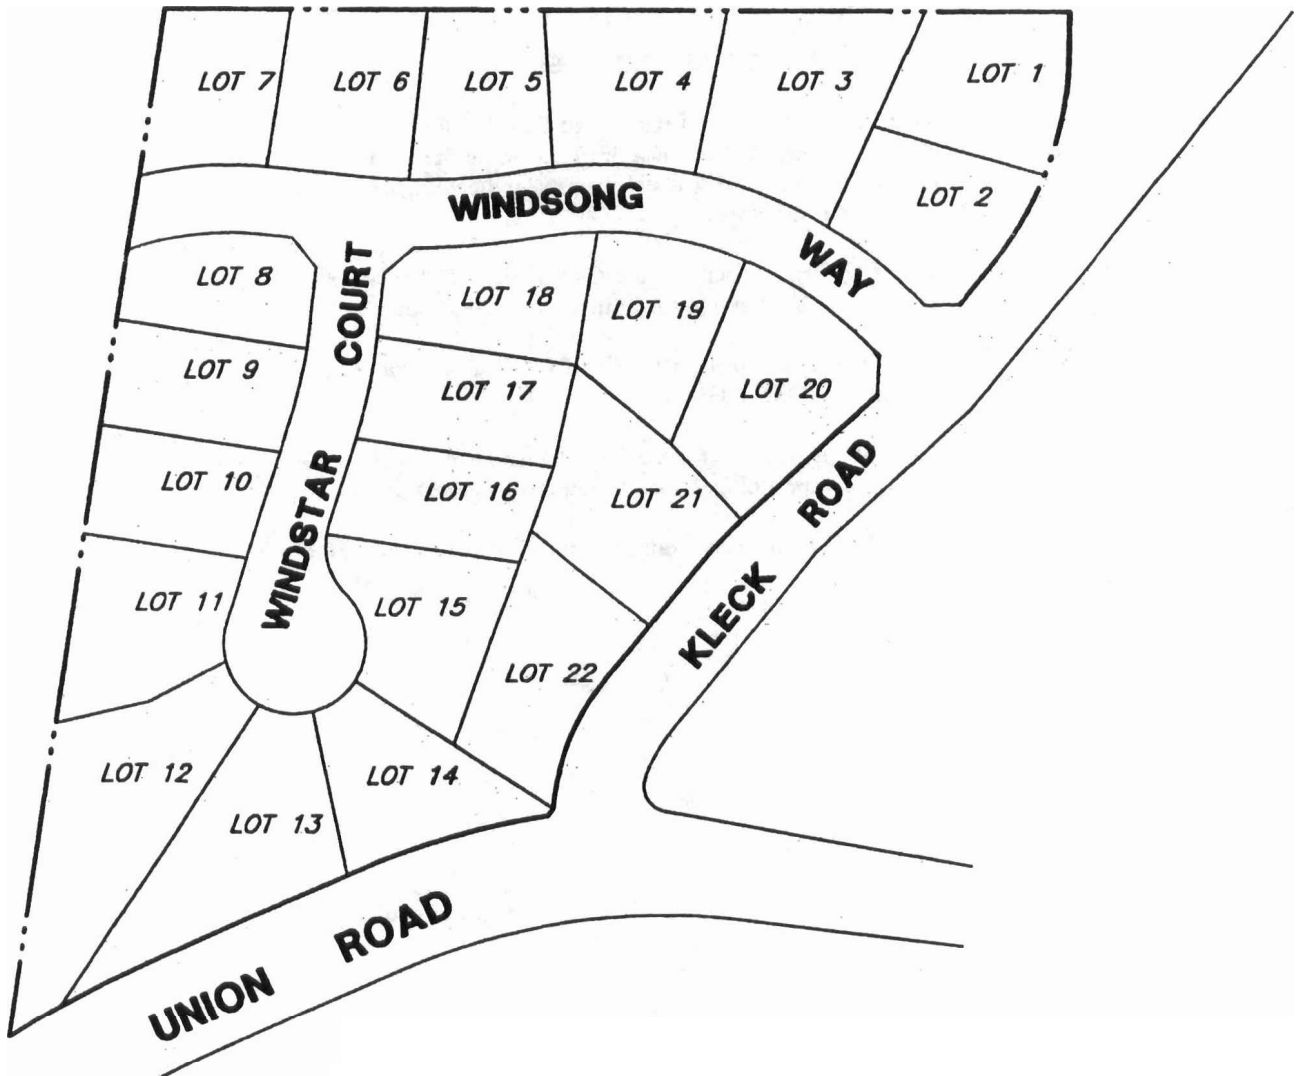 LOT 7
LOT 6
LOT 5
LOT 4
LOT 3
LOT 1
LOT 2
WINDSONG
WAY
LOT 8
COURT
LOT 18
LOT 19
LOT 9
LOT 17
LOT 20
LOT 10
WINDSTAR
LOT 16
LOT 21
ROAD
LOT 11
LOT 15
KLECK
LOT 22
LOT 12
LOT 14
LOT 13
UNION ROAD